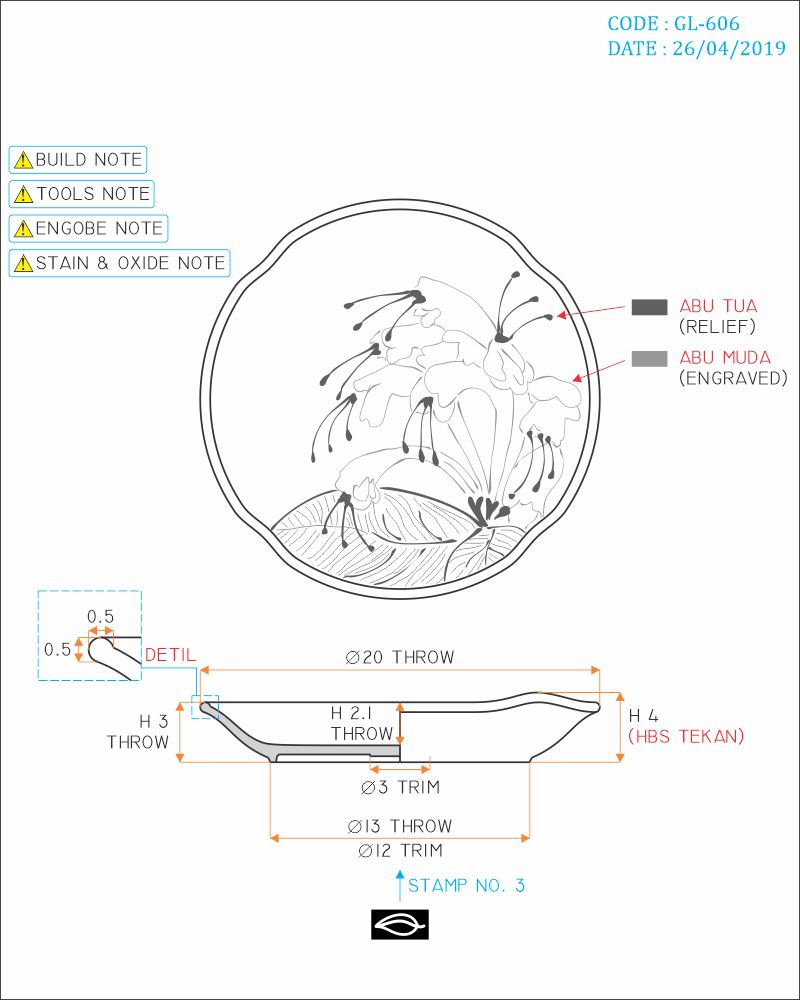 CODE : GL-606
DATE : 26/04/2019
BUILD NOTE
TOOLS NOTE
ENGOBE NOTE
STAIN & OXIDE NOTE
ABU TUA
(RELIEF)
ABU MUDA
(ENGRAVED)
0.5
0.5
DETIL
Ø20 THROW
H 3
THROW
H 2.1
THROW
H 4
(HBS TEKAN)
Ø3 TRIM
Ø13 THROW
Ø12 TRIM
STAMP NO. 3